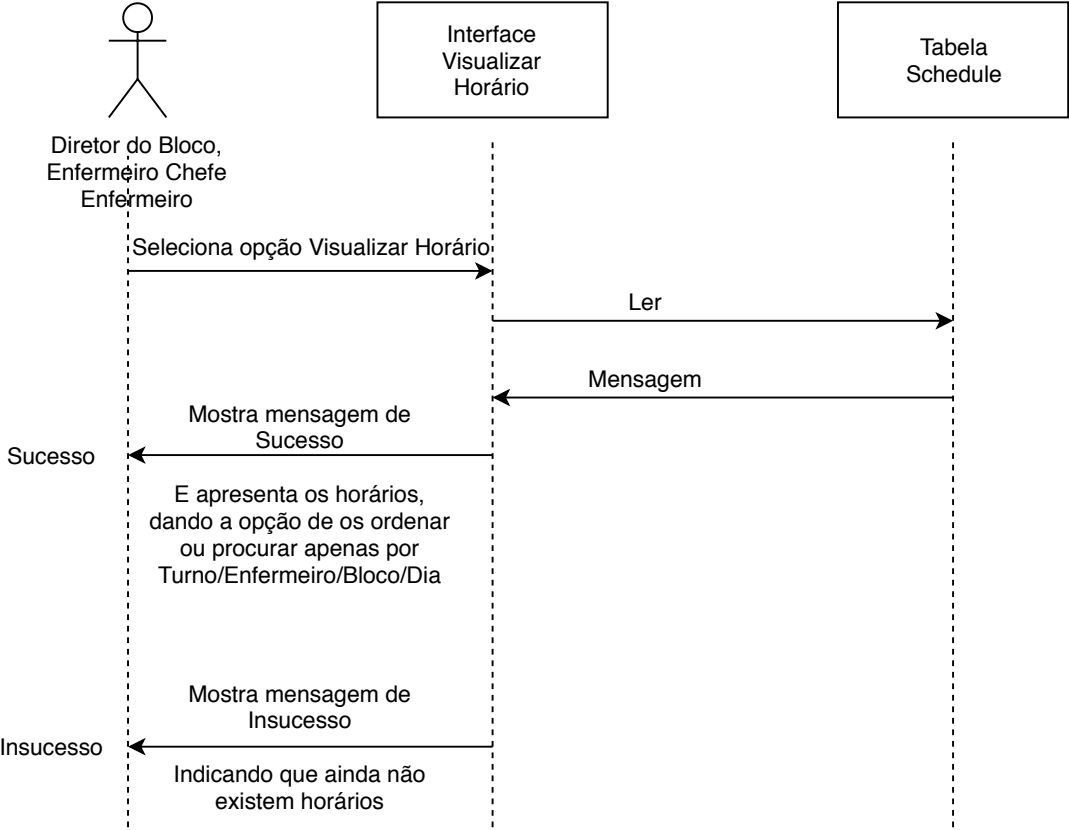 Interface
Visualizar
Horário
Tabela
Schedule
Diretor do Bloco,
Enfermeiro Chefe
Enfermeiro
Seleciona opção Visualizar Horário
Ler
Mensagem
Mostra mensagem de
Sucesso
Sucesso
E apresenta os horários,
dando a opção de os ordenar
ou procurar apenas por
Turno/Enfermeiro/Bloco/Dia
Mostra mensagem de
Insucesso
Insucesso
Indicando que ainda não
existem horários